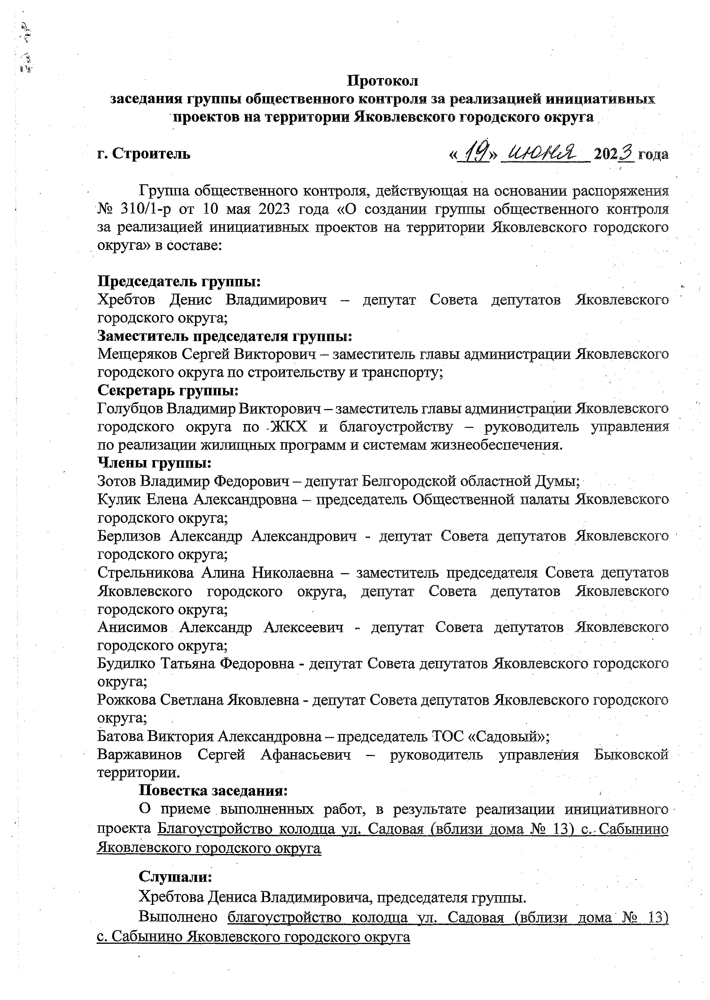 Протокол
заседания группы общественного контроля за реализацией инициативных
проектов на территории Яковлевского городского округа
г. Строитель «19» июня 2023 года
Группа общественного контроля, действующая на основании распоряжения
№ 310/1-р от 10 мая 2023 года «О создании группы общественного контроля
за реализацией инициативных проектов на территории Яковлевского городского
округа» в составе:
Председатель группы:
Хребтов Денис Владимирович – депутат Совета депутатов Яковлевского
городского округа;
Заместитель председателя группы:
Мещеряков Сергей Викторович – заместитель главы администрации Яковлевского
городского округа по строительству и транспорту;
Секретарь группы:
Голубцов Владимир Викторович – заместитель главы администрации Яковлевского
городского округа по ЖКХ и благоустройству – руководитель управления
по реализации жилищных программ и системам жизнеобеспечения.
Члены группы:
Зотов Владимир Федорович – депутат Белгородской областной Думы;
Кулик Елена Александровна – председатель Общественной палаты Яковлевского
городского округа;
Берлизов Александр Александрович - депутат Совета депутатов Яковлевского
городского округа;
Стрельникова Алина Николаевна – заместитель председателя Совета депутатов
Яковлевского городского округа, депутат Совета депутатов Яковлевского
городского округа;
Анисимов Александр Алексеевич - депутат Совета депутатов Яковлевского
городского округа;
Будилко Татьяна Федоровна - депутат Совета депутатов Яковлевского городского
округа;
Рожкова Светлана Яковлевна - депутат Совета депутатов Яковлевского городского
округа;
Батова Виктория Александровна – председатель ТОС «Садовый»;
Варжавинов Сергей Афанасьевич – руководитель управления Быковской
территории.
Повестка заседания:
О приеме выполненных работ, в результате реализации инициативного
проекта Благоустройство колодца ул. Садовая (вблизи дома № 13) с. Сабынино
Яковлевского городского округа
Слушали:
Хребтова Дениса Владимировича, председателя группы.
Выполнено благоустройство колодца ул. Садовая (вблизи дома № 13)
с. Сабынино Яковлевского городского округа